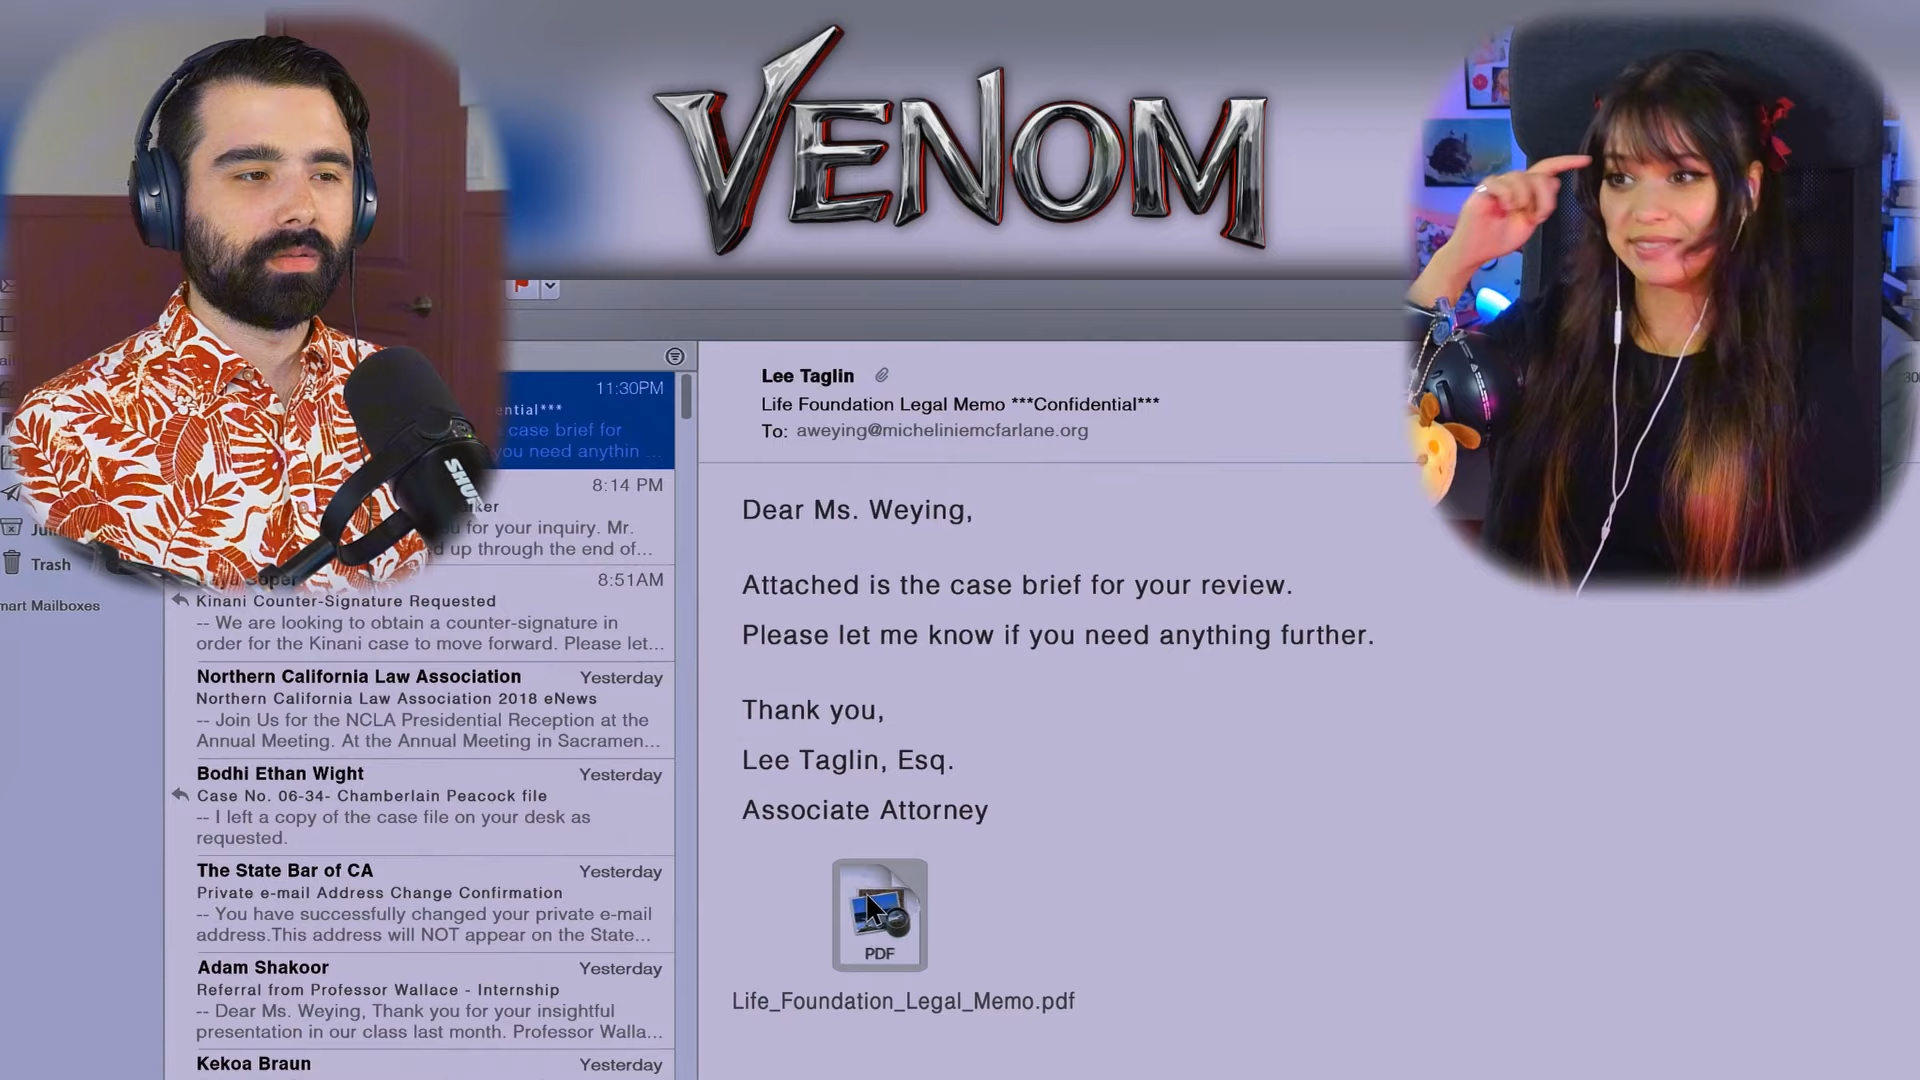 VENOM
11:30PM
ential***
case brief for
you need anythin ...
8:14 PM
ker
for your inquiry. Mr.
d up through the end of...
Trash
mart Mailboxes
Soper
8:51AM
Kinani Counter-Signature Requested
-- We are looking to obtain a counter-signature in
order for the Kinani case to move forward. Please let...
Northern California Law Association
Yesterday
Northern California Law Association 2018 eNews
-- Join Us for the NCLA Presidential Reception at the
Annual Meeting. At the Annual Meeting in Sacramen...
Bodhi Ethan Wight
Yesterday
Case No. 06-34- Chamberlain Peacock file
-- I left a copy of the case file on your desk as
requested.
The State Bar of CA
Yesterday
Private e-mail Address Change Confirmation
-- You have successfully changed your private e-mail
address.This address will NOT appear on the State...
Adam Shakoor
Yesterday
Referral from Professor Wallace - Internship
-- Dear Ms. Weying, Thank you for your insightful
presentation in our class last month. Professor Walla...
Kekoa Braun
Yesterday
Lee Taglin
Life Foundation Legal Memo ***Confidential***
To: aweying@micheliniemcfarlane.org
Dear Ms. Weying,
Attached is the case brief for your review.
Please let me know if you need anything further.
Thank you,
Lee Taglin, Esq.
Associate Attorney
PDF
Life_Foundation_Legal_Memo.pdf